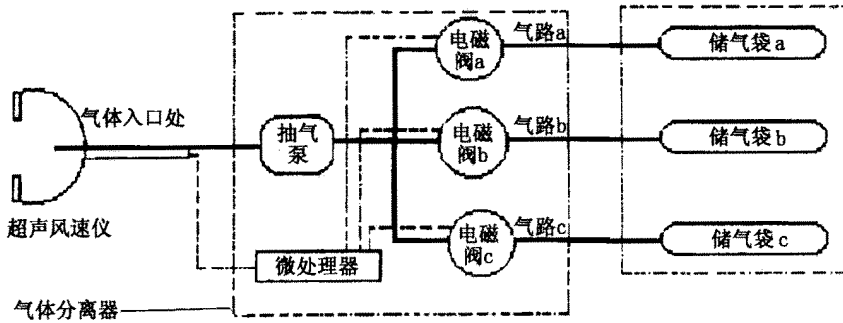 电磁
阀a
气路a
储气袋a
气体入口处
抽气
泵
电磁
阀b
气路b
储气袋b
超声风速仪
微处理器
电磁
阀c
气路c
储气袋c
气体分离器